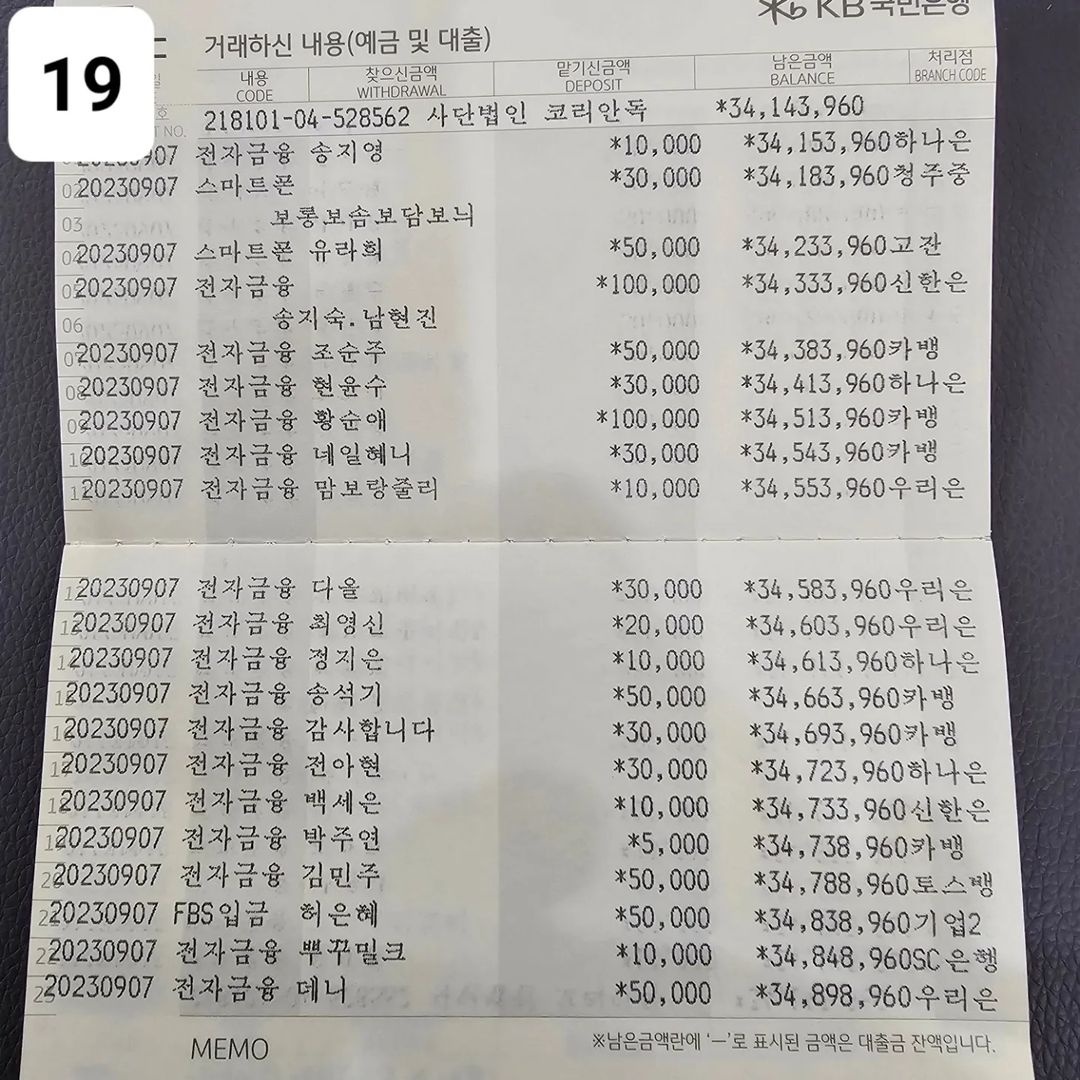 19
KB 국민은행
거래하신 내용(예금 및 대출)
내용 찾으신금액 맡기신금액 남은금액 처리점
CODE WITHDRAWAL DEPOSIT BALANCE BRANCH CODE
218101-04-528562 사단법인 코리안독 *34,143,960
NO.
20230907 전자금융 송지영 *10,000 *34,153,960하나은
02 20230907 스마트폰 *30,000 *34,183,960청주중
03 보롱보솜보담보늬
04 20230907 스마트폰 유라희 *50,000 *34,233,960고잔
05 20230907 전자금융 *100,000 *34,333,960신한은
06 송지숙.남현진
07 20230907 전자금융 조순주 *50,000 *34,383,960카뱅
08 20230907 전자금융 현윤수 *30,000 *34,413,960하나은
09 20230907 전자금융 황순애 *100,000 *34,513,960카뱅
20230907 전자금융 네일헤니 *30,000 *34,543,960카뱅
20230907 전자금융 맘보랑쭐리 *10,000 *34,553,960우리은
20230907 전자금융 다올 *30,000 *34,583,960우리은
20230907 전자금융 최영신 *20,000 *34,603,960우리은
20230907 전자금융 정지은 *10,000 *34,613,960하나은
20230907 전자금융 송석기 *50,000 *34,663,960카뱅
20230907 전자금융 감사합니다 *30,000 *34,693,960카뱅
20230907 전자금융 전아현 *30,000 *34,723,960하나은
20230907 전자금융 백세은 *10,000 *34,733,960신한은
20230907 전자금융 박주연 *5,000 *34,738,960카뱅
20230907 전자금융 김민주 *50,000 *34,788,960토스뱅
20230907 FBS입금 허은혜 *50,000 *34,838,960기업2
20230907 전자금융 뿌꾸밀크 *10,000 *34,848,960SC은행
20230907 전자금융 데니 *50,000 *34,898,960우리은
MEMO
※남은금액란에 '－'로 표시된 금액은 대출금 잔액입니다.